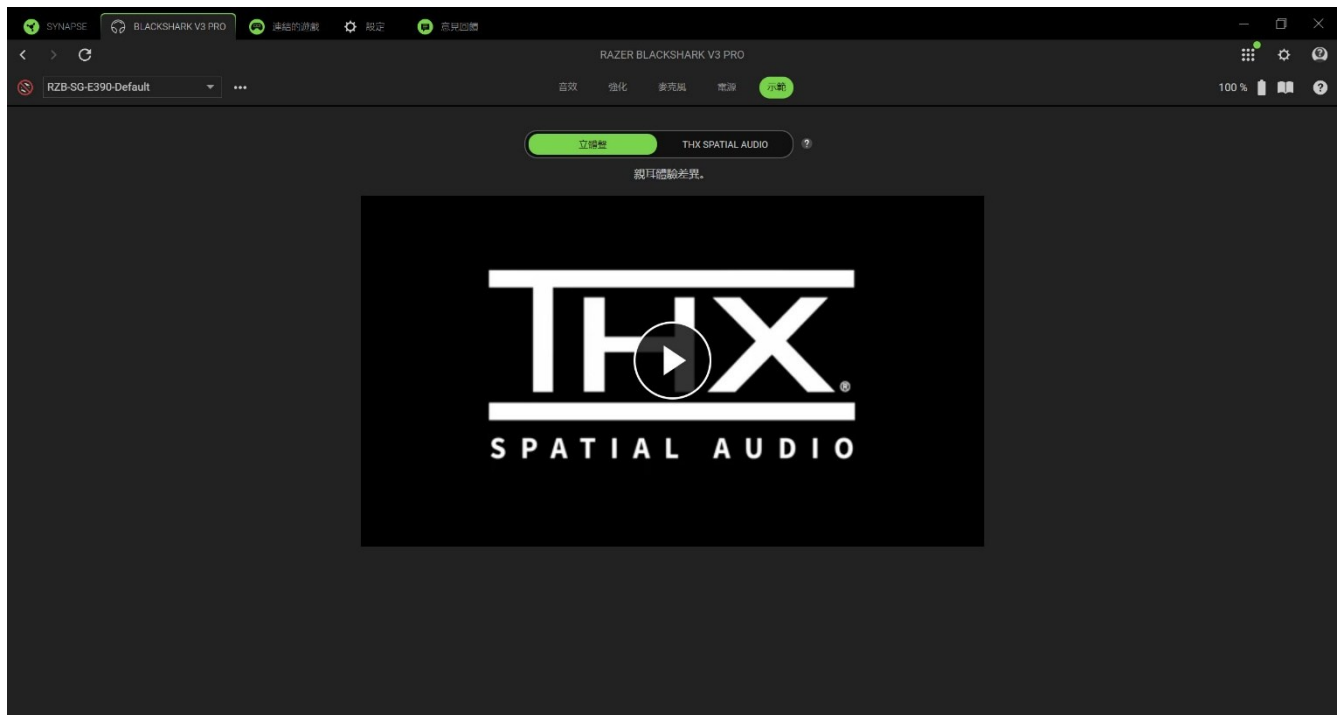 SYNAPSE BLACKSHARK V3 PRO 連結的遊戲 設定 意見回饋
RAZER BLACKSHARK V3 PRO
RZB-SG-E390-Default 音效 強化 麥克風 電源 示範 100 %
立體聲 THX SPATIAL AUDIO ?
親耳體驗差異。
THX®
SPATIAL AUDIO